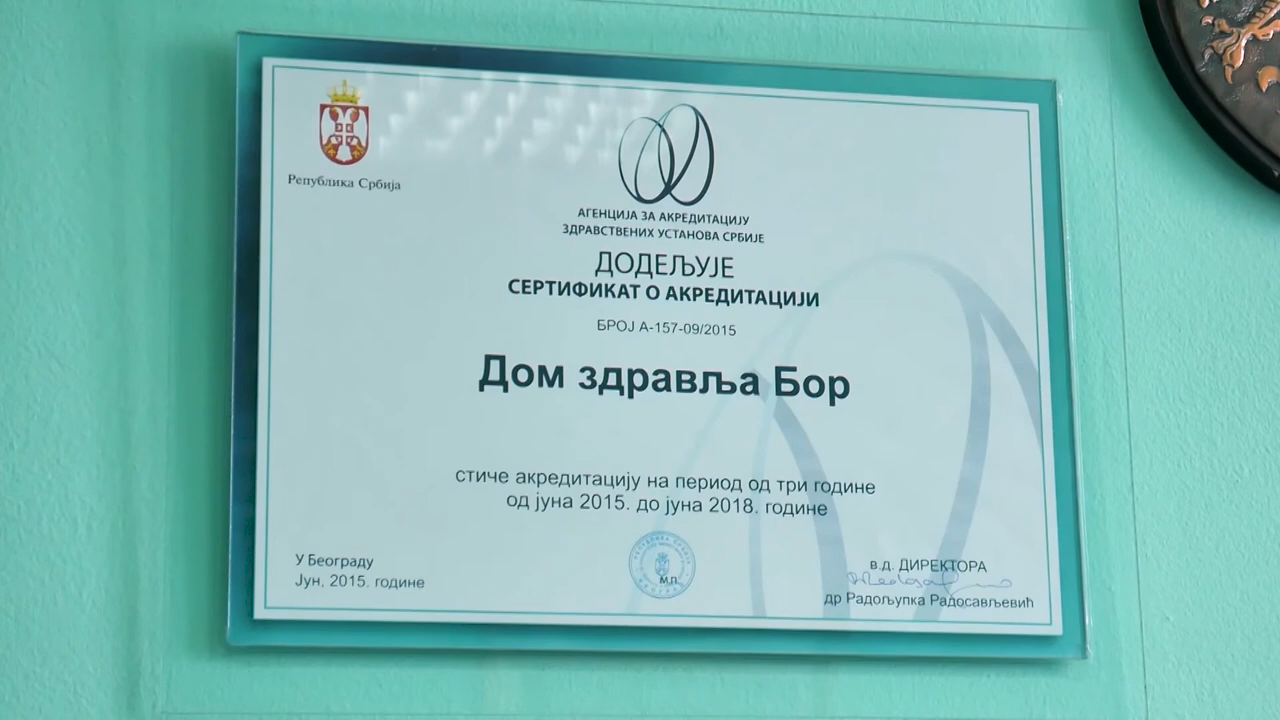 Република Србија
АГЕНЦИЈА ЗА АКРЕДИТАЦИЈУ
ЗДРАВСТВЕНИХ УСТАНОВА СРБИЈЕ
ДОДЕЉУЈЕ
СЕРТИФИКАТ О АКРЕДИТАЦИЈИ
БРОЈ А-157-09/2015
Дом здравља Бор
стиче акредитацију на период од три године
од јуна 2015. до јуна 2018. године
У Београду
Јун, 2015. године
М.П.
в.д. ДИРЕКТОРА
др Радољупка Радосављевић